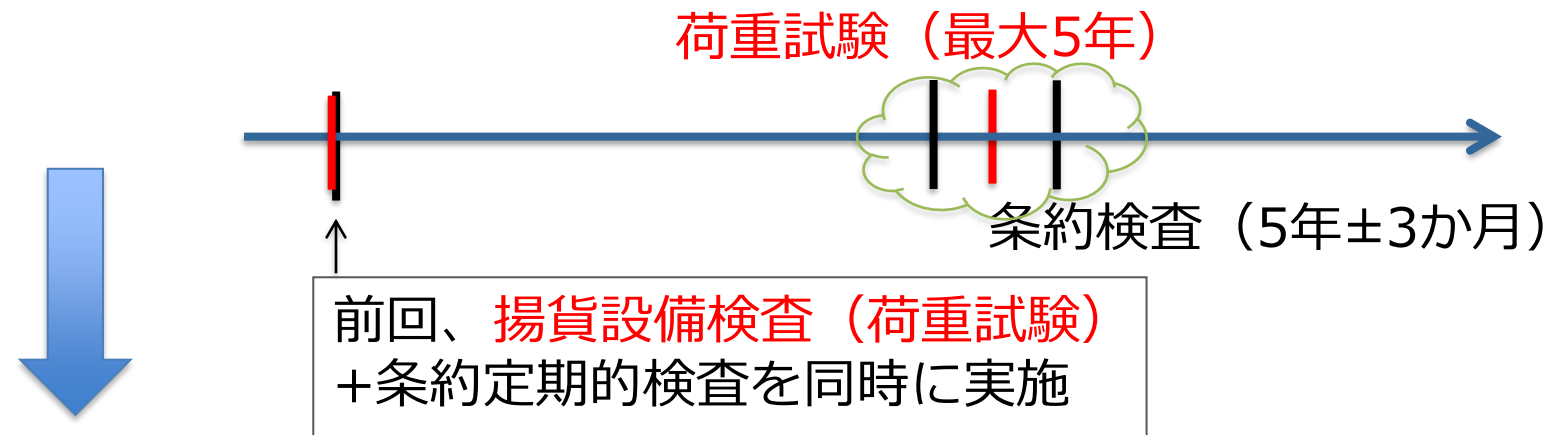 荷重試験（最大5年）
条約検査（5年±3か月）
前回、揚貨設備検査（荷重試験）
+条約定期的検査を同時に実施